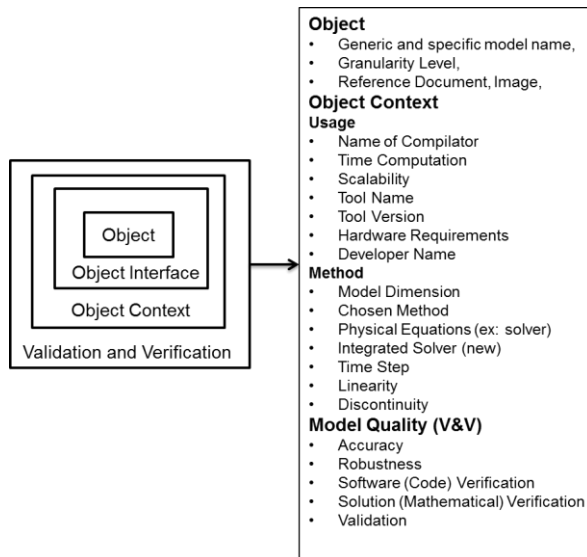 Object
Object Interface
Object Context
Validation and Verification
Object
• Generic and specific model name,
• Granularity Level,
• Reference Document, Image,
Object Context
Usage
• Name of Compilator
• Time Computation
• Scalability
• Tool Name
• Tool Version
• Hardware Requirements
• Developer Name
Method
• Model Dimension
• Chosen Method
• Physical Equations (ex: solver)
• Integrated Solver (new)
• Time Step
• Linearity
• Discontinuity
Model Quality (V&V)
• Accuracy
• Robustness
• Software (Code) Verification
• Solution (Mathematical) Verification
• Validation